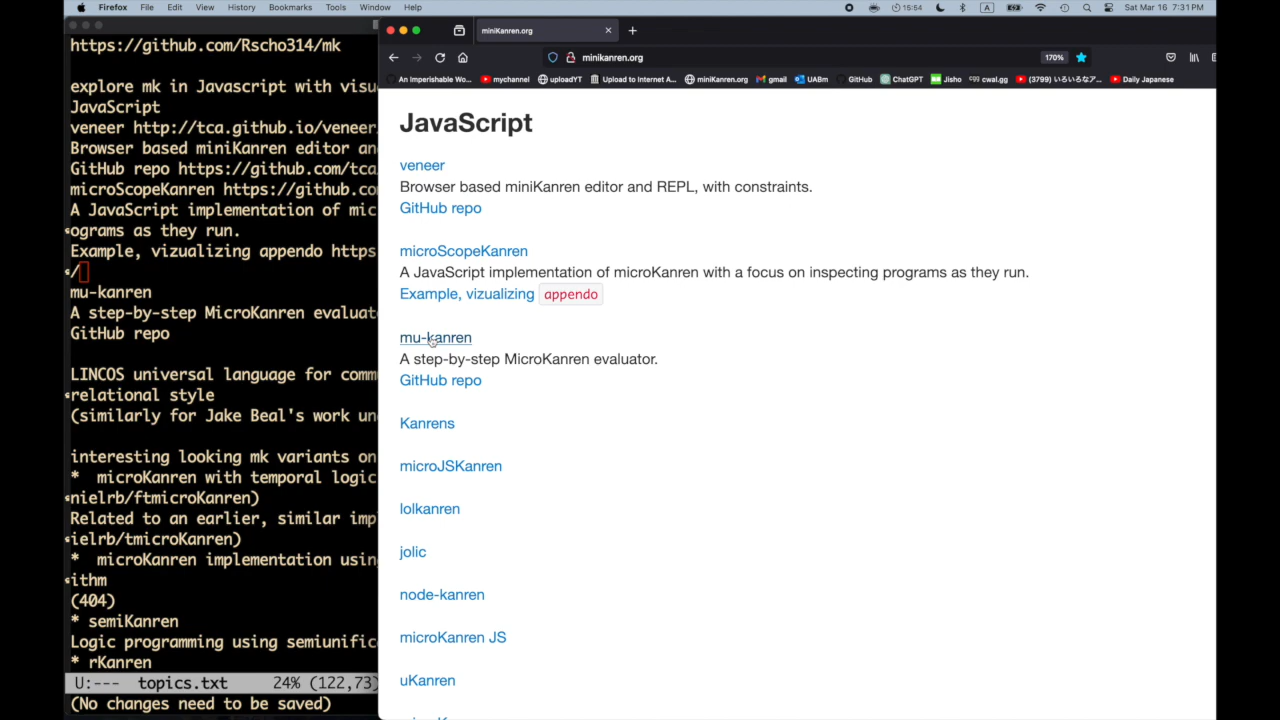 Firefox File Edit View History Bookmarks Tools Window Help
15:54 A Sat Mar 16 7:31 PM
https://github.com/Rscho314/mk
explore mk in Javascript with visu
JavaScript
veneer http://tca.github.io/veneer
Browser based miniKanren editor an
GitHub repo https://github.com/tca
microScopeKanren https://github.co
A JavaScript implementation of mic
ograms as they run.
Example, vizualizing appendo https
/
mu-kanren
A step-by-step MicroKanren evaluat
GitHub repo
LINCOS universal language for comm
relational style
(similarly for Jake Beal's work un
interesting looking mk variants on
* microKanren with temporal logic
nielrb/ftmicroKanren)
Related to an earlier, similar imp
ielrb/tmicroKanren)
* microKanren implementation using
ithm
(404)
* semiKanren
Logic programming using semiunific
* rKanren
U:--- topics.txt 24% (122,73)
(No changes need to be saved)
miniKanren.org
minikanren.org
170%
An Imperishable Wo... mychannel uploadYT Upload to Internet A... miniKanren.org gmail UABm GitHub ChatGPT Jisho cwal.gg (3799) いろいろなア... Daily Japanese
JavaScript
veneer
Browser based miniKanren editor and REPL, with constraints.
GitHub repo
microScopeKanren
A JavaScript implementation of microKanren with a focus on inspecting programs as they run.
Example, vizualizing appendo
mu-kanren
A step-by-step MicroKanren evaluator.
GitHub repo
Kanrens
microJSKanren
lolkanren
jolic
node-kanren
microKanren JS
uKanren